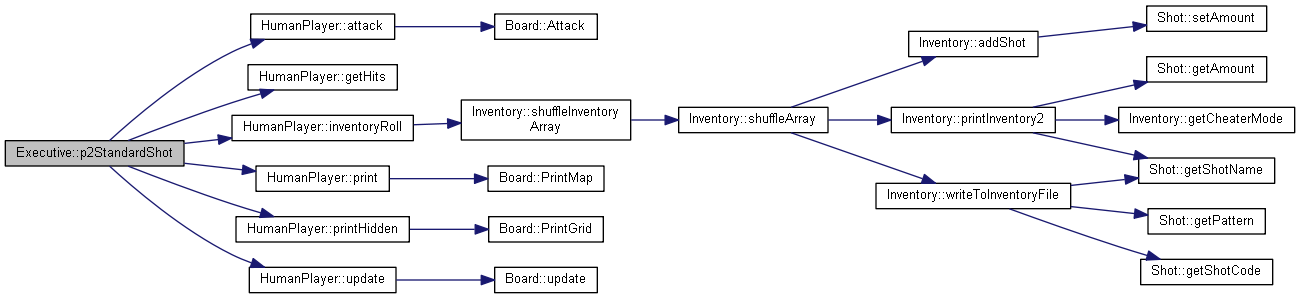 Executive::p2StandardShot
HumanPlayer::attack
Board::Attack
HumanPlayer::getHits
HumanPlayer::inventoryRoll
Inventory::shuffleInventory
Array
Inventory::shuffleArray
Inventory::addShot
Shot::setAmount
Inventory::printInventory2
Shot::getAmount
Inventory::getCheaterMode
Shot::getShotName
Inventory::writeToInventoryFile
Shot::getPattern
Shot::getShotCode
HumanPlayer::print
Board::PrintMap
HumanPlayer::printHidden
Board::PrintGrid
HumanPlayer::update
Board::update